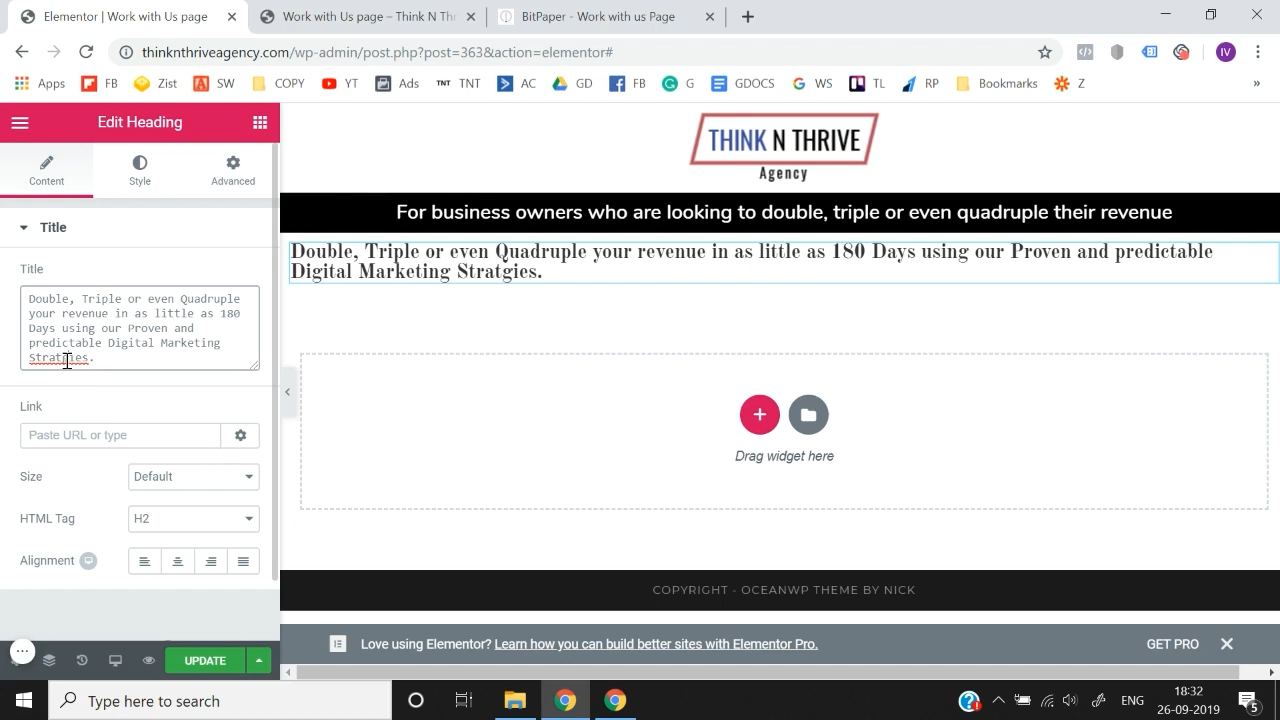 Elementor | Work with Us page
Work with Us page – Think N Thr
BitPaper - Work with us Page
thinknthriveagency.com/wp-admin/post.php?post=363&action=elementor#
IV
Apps
FB
Zist
SW
COPY
YT
Ads
TNT
TNT
AC
GD
FB
G
GDOCS
WS
TL
RP
Bookmarks
Z
»
Edit Heading
Content
Style
Advanced
Title
Title
Double, Triple or even Quadruple
your revenue in as little as 180
Days using our Proven and
predictable Digital Marketing
Stratgies.
Link
Paste URL or type
Size
Default
HTML Tag
H2
Alignment
UPDATE
THINK N THRIVE
Agency
For business owners who are looking to double, triple or even quadruple their revenue
Double, Triple or even Quadruple your revenue in as little as 180 Days using our Proven and predictable
Digital Marketing Stratgies.
Drag widget here
COPYRIGHT - OCEANWP THEME BY NICK
Love using Elementor? Learn how you can build better sites with Elementor Pro.
GET PRO
Type here to search
ENG
18:32
26-09-2019
5